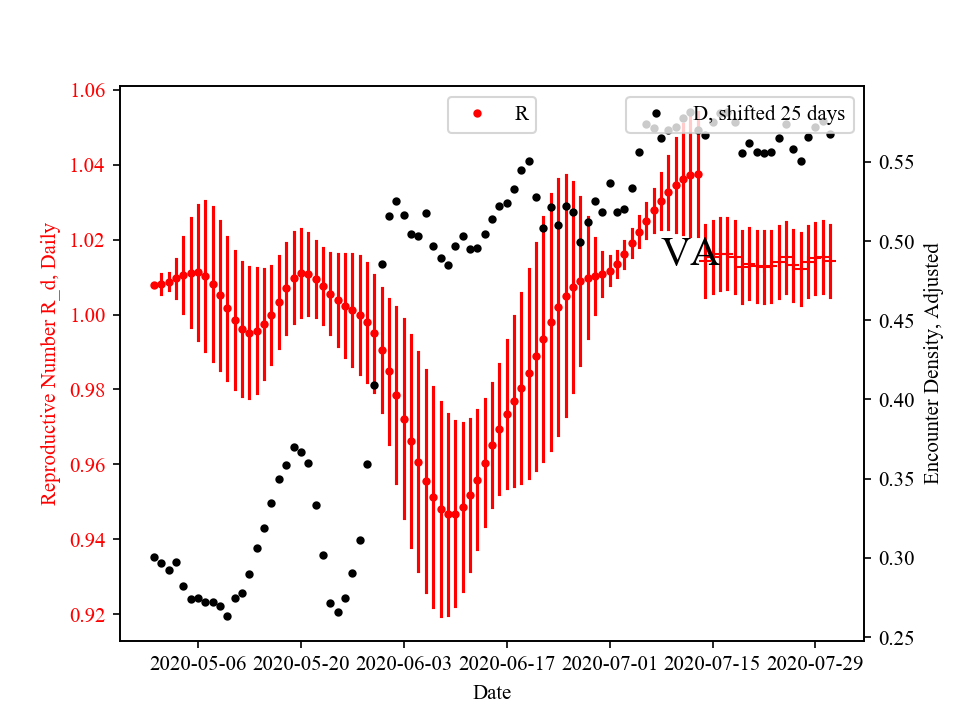 R
D, shifted 25 days
1.06
1.04
1.02
1.00
0.98
0.96
0.94
0.92
Reproductive Number R_d, Daily
VA
0.55
0.50
0.45
0.40
0.35
0.30
0.25
Encounter Density, Adjusted
2020-05-06 2020-05-20 2020-06-03 2020-06-17 2020-07-01 2020-07-15 2020-07-29
Date